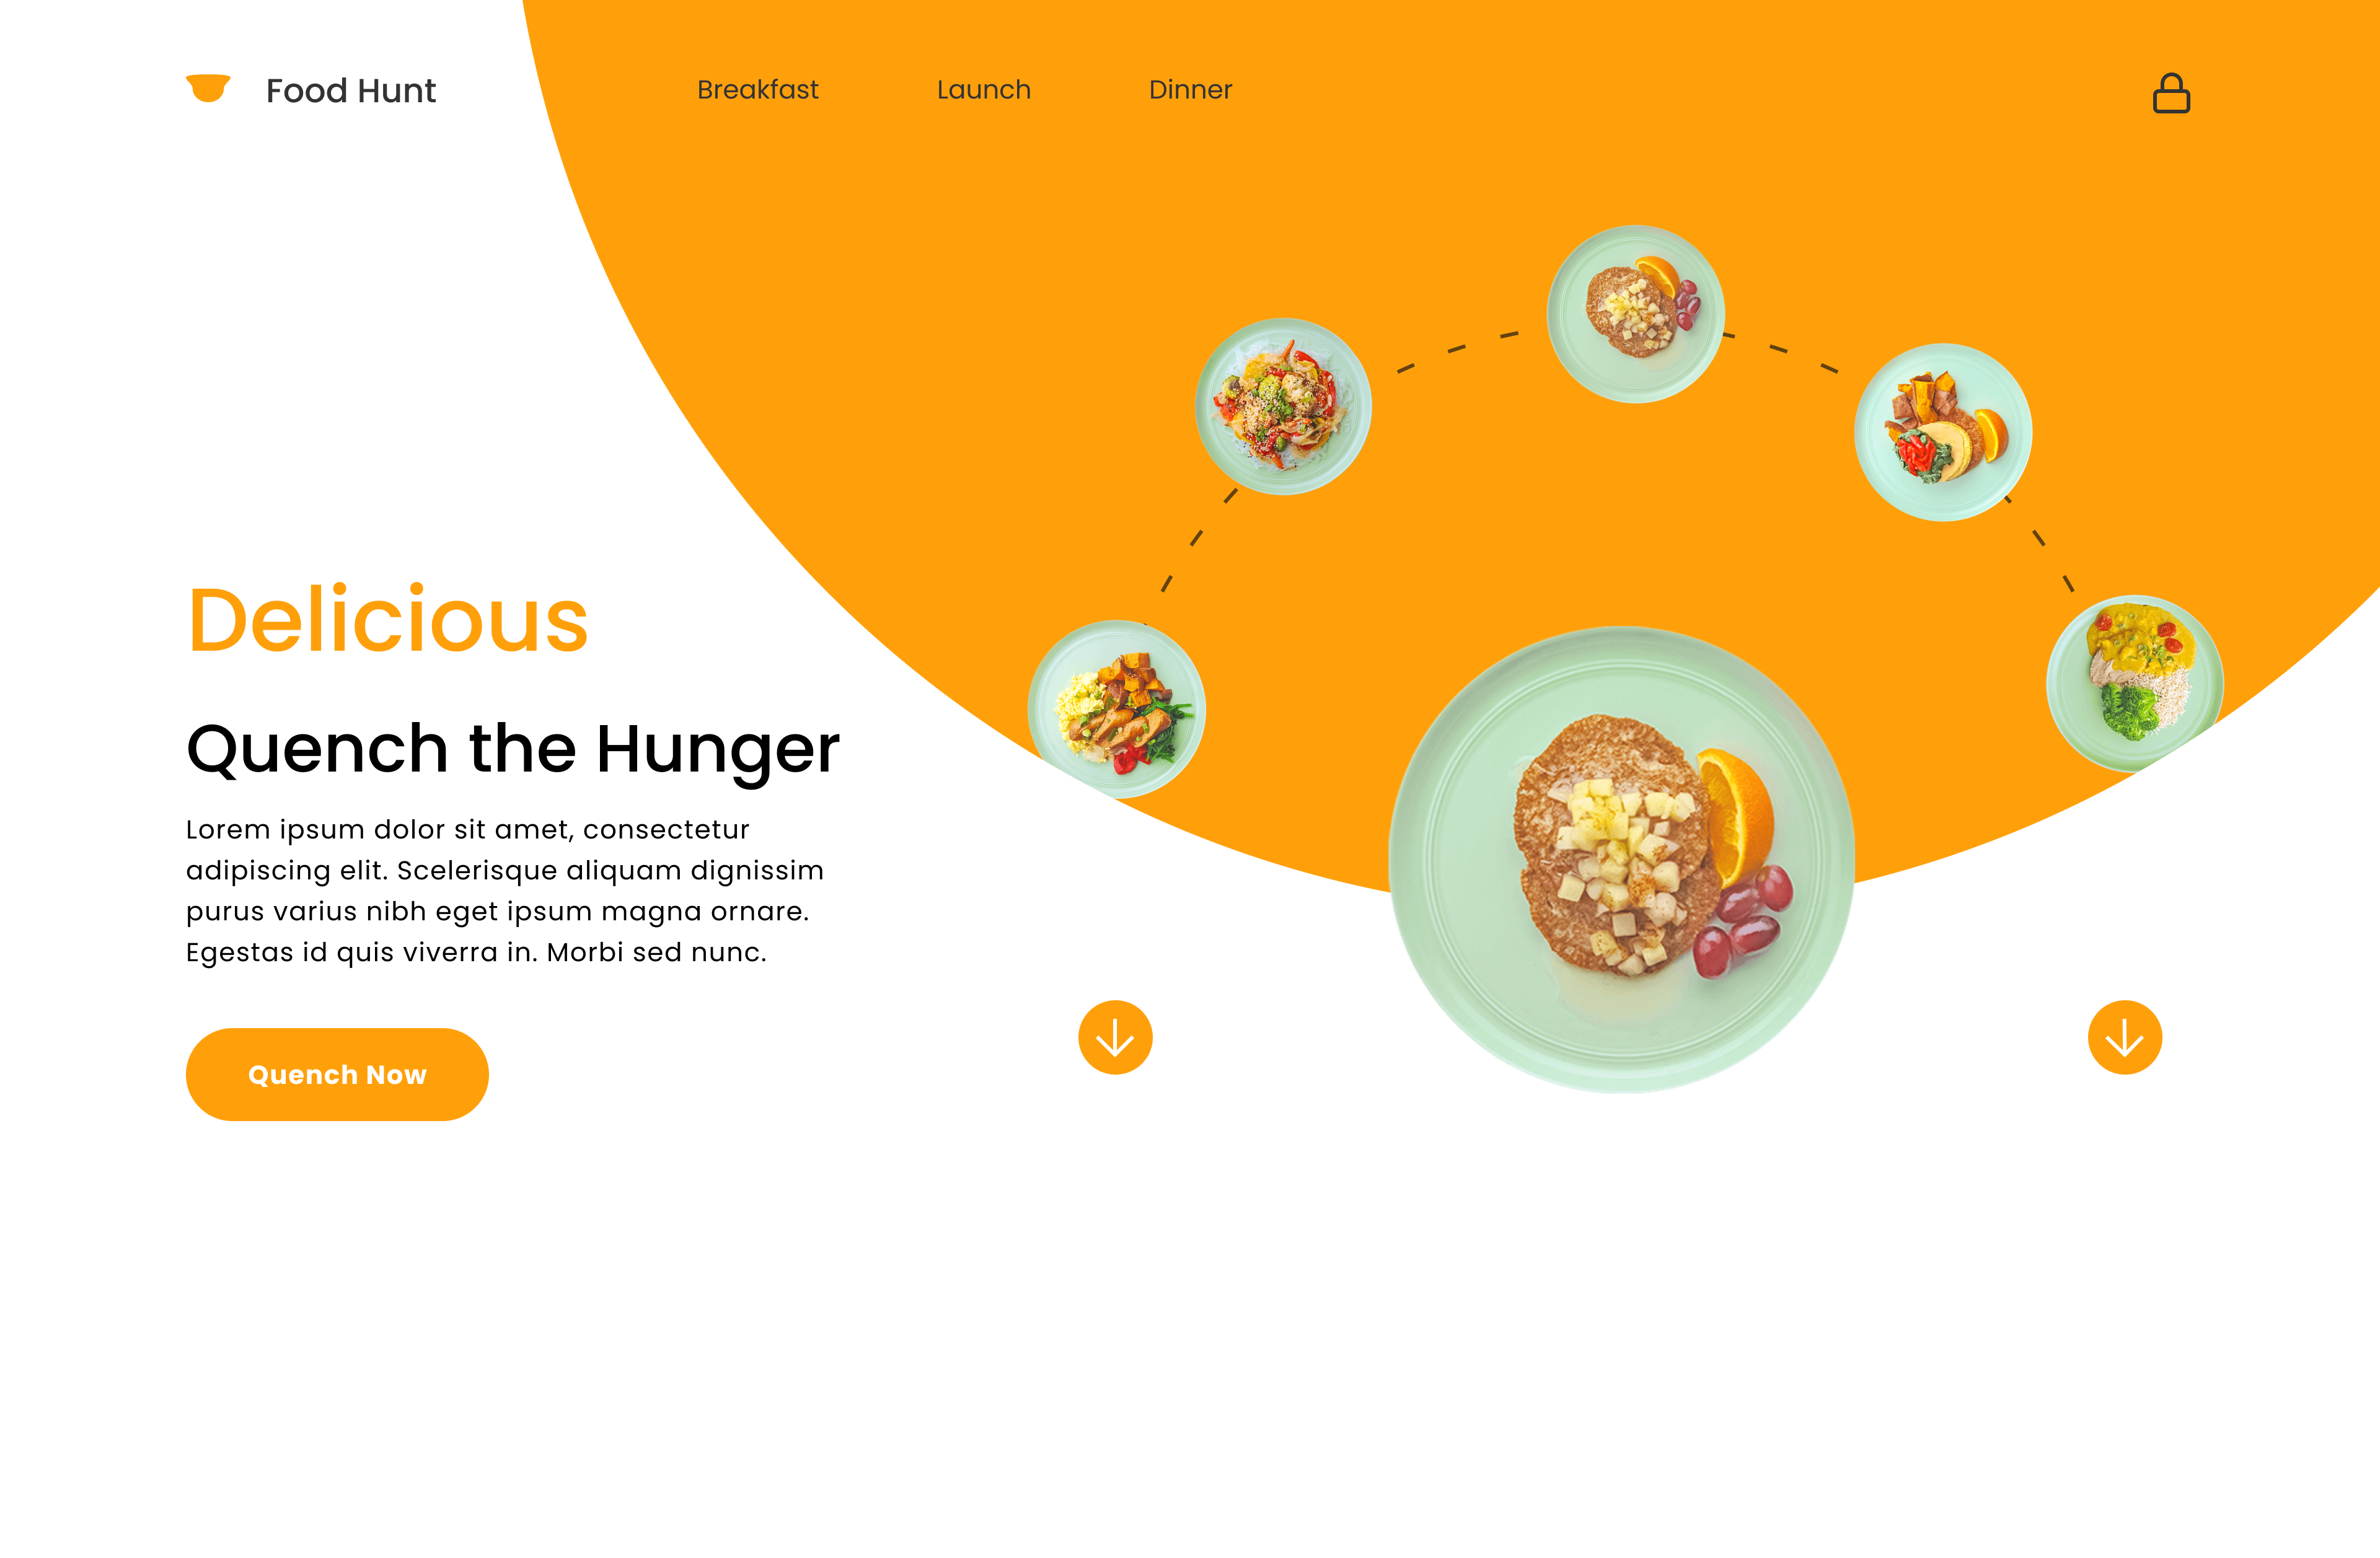 Food Hunt
Breakfast
Launch
Dinner
Delicious
Quench the Hunger
Lorem ipsum dolor sit amet, consectetur
adipiscing elit. Scelerisque aliquam dignissim
purus varius nibh eget ipsum magna ornare.
Egestas id quis viverra in. Morbi sed nunc.
Quench Now